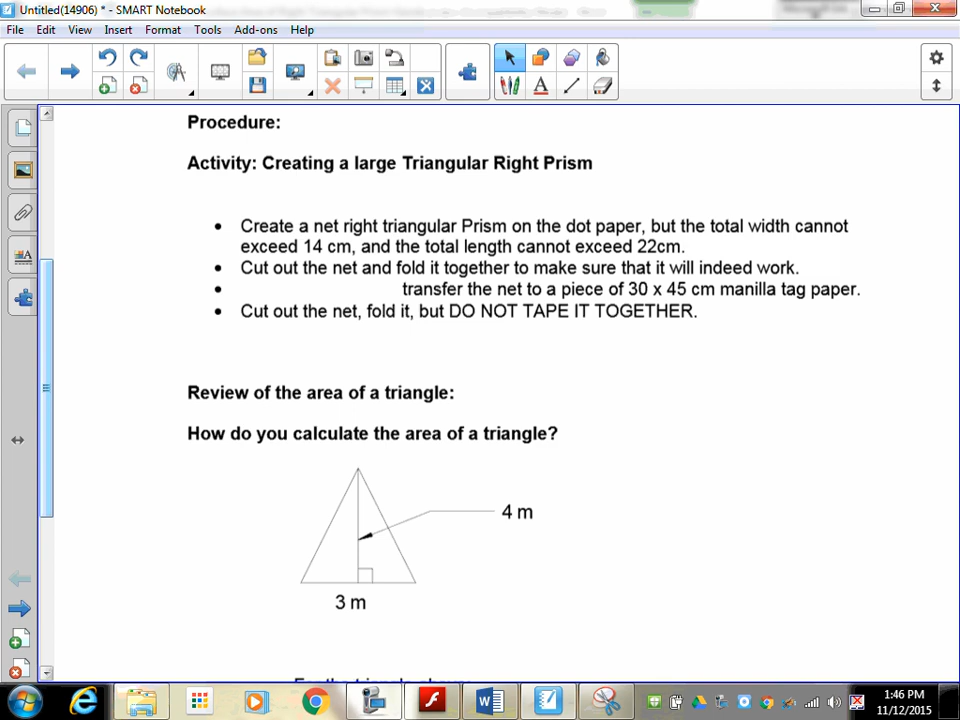 Untitled(14906) * - SMART Notebook
File Edit View Insert Format Tools Add-ons Help
Procedure:
Activity: Creating a large Triangular Right Prism
• Create a net right triangular Prism on the dot paper, but the total width cannot
exceed 14 cm, and the total length cannot exceed 22cm.
• Cut out the net and fold it together to make sure that it will indeed work.
• transfer the net to a piece of 30 x 45 cm manilla tag paper.
• Cut out the net, fold it, but DO NOT TAPE IT TOGETHER.
Review of the area of a triangle:
How do you calculate the area of a triangle?
4 m
3 m
1:46 PM
11/12/2015